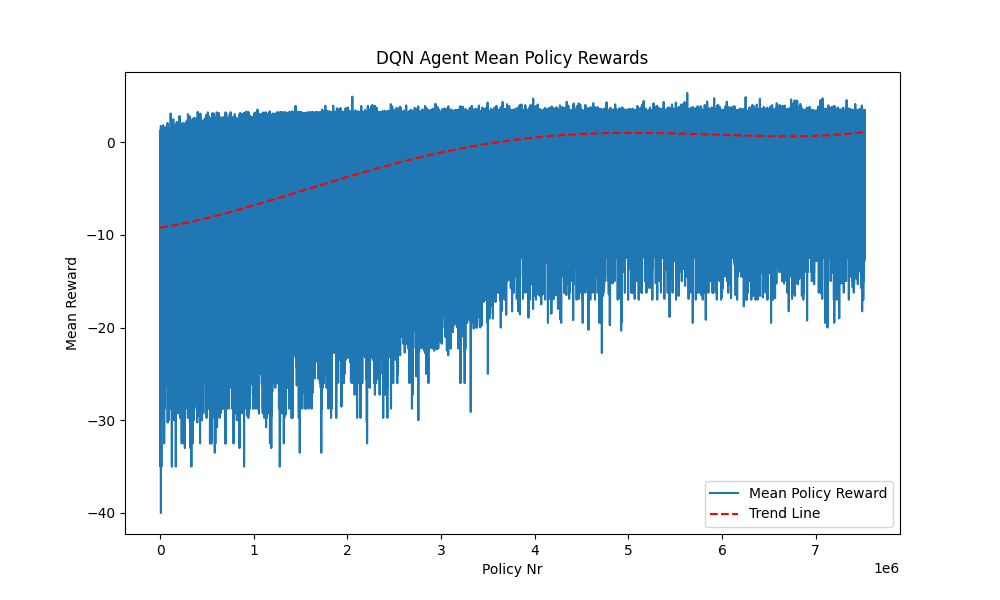 DQN Agent Mean Policy Rewards
Mean Reward
0
−10
−20
−30
−40
0 1 2 3 4 5 6 7
1e6
Policy Nr
Mean Policy Reward
Trend Line